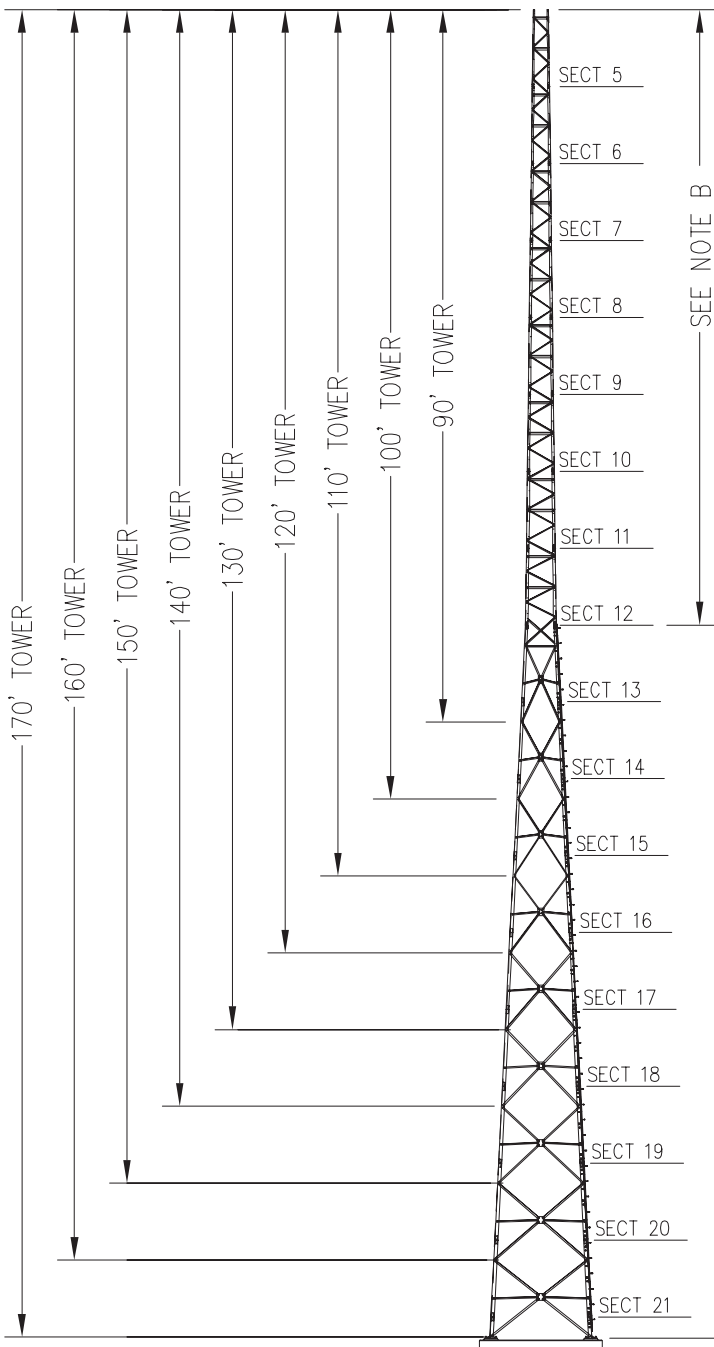 SECT 5
SECT 6
SEE NOTE B
SECT 7
SECT 8
90' TOWER
SECT 9
100' TOWER
110' TOWER
SECT 10
120' TOWER
130' TOWER
SECT 11
140' TOWER
150' TOWER
160' TOWER
SECT 12
170' TOWER
SECT 13
SECT 14
SECT 15
SECT 16
SECT 17
SECT 18
SECT 19
SECT 20
SECT 21